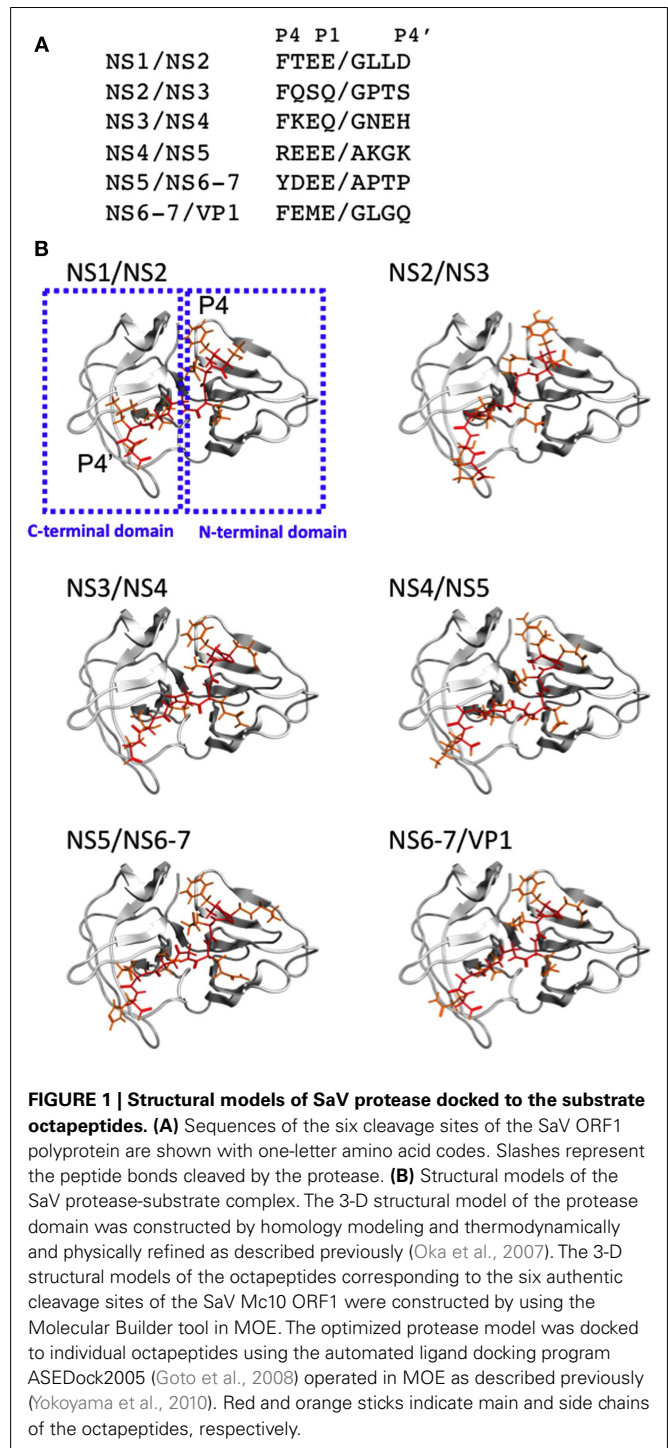 A
P4 P1 P4'
NS1/NS2 FTEE/GLLD
NS2/NS3 FQSQ/GPTS
NS3/NS4 FKEQ/GNEH
NS4/NS5 REEE/AKGK
NS5/NS6-7 YDEE/APTP
NS6-7/VP1 FEME/GLGQ
B
NS1/NS2 NS2/NS3
P4
P4'
C-terminal domain N-terminal domain
NS3/NS4 NS4/NS5
NS5/NS6-7 NS6-7/VP1
FIGURE 1 | Structural models of SaV protease docked to the substrate
octapeptides. (A) Sequences of the six cleavage sites of the SaV ORF1
polyprotein are shown with one-letter amino acid codes. Slashes represent
the peptide bonds cleaved by the protease. (B) Structural models of the
SaV protease-substrate complex. The 3-D structural model of the protease
domain was constructed by homology modeling and thermodynamically
and physically refined as described previously (Oka et al., 2007). The 3-D
structural models of the octapeptides corresponding to the six authentic
cleavage sites of the SaV Mc10 ORF1 were constructed by using the
Molecular Builder tool in MOE. The optimized protease model was docked
to individual octapeptides using the automated ligand docking program
ASEDock2005 (Goto et al., 2008) operated in MOE as described previously
(Yokoyama et al., 2010). Red and orange sticks indicate main and side chains
of the octapeptides, respectively.